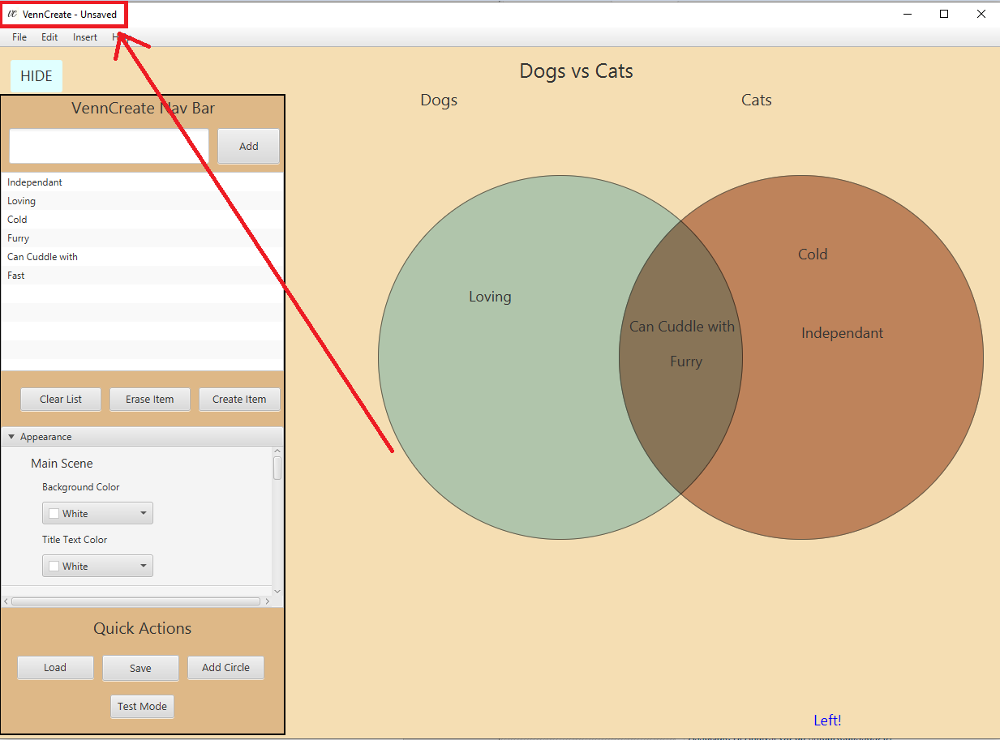 VC VennCreate - Unsaved
File Edit Insert
HIDE
VennCreate Nav Bar
Add
Independant
Loving
Cold
Furry
Can Cuddle with
Fast
Clear List Erase Item Create Item
Appearance
Main Scene
Background Color
White
Title Text Color
White
Quick Actions
Load Save Add Circle
Test Mode
Dogs vs Cats
Dogs Cats
Loving
Can Cuddle with
Furry
Cold
Independant
Left!